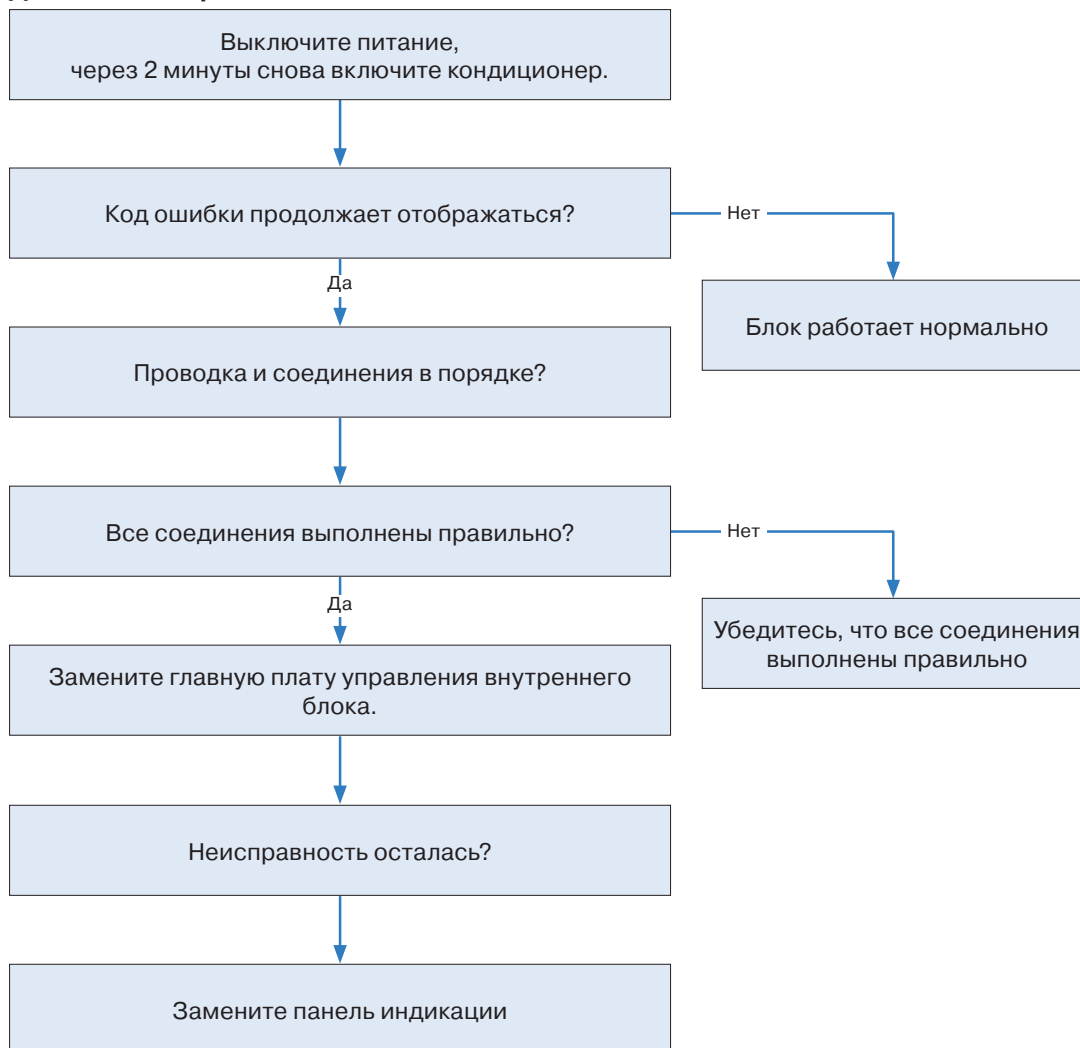 Выключите питание,
через 2 минуты снова включите кондиционер.
Код ошибки продолжает отображаться?
Нет
Да
Блок работает нормально
Проводка и соединения в порядке?
Все соединения выполнены правильно?
Нет
Да
Убедитесь, что все соединения
выполнены правильно
Замените главную плату управления внутреннего
блока.
Неисправность осталась?
Замените панель индикации